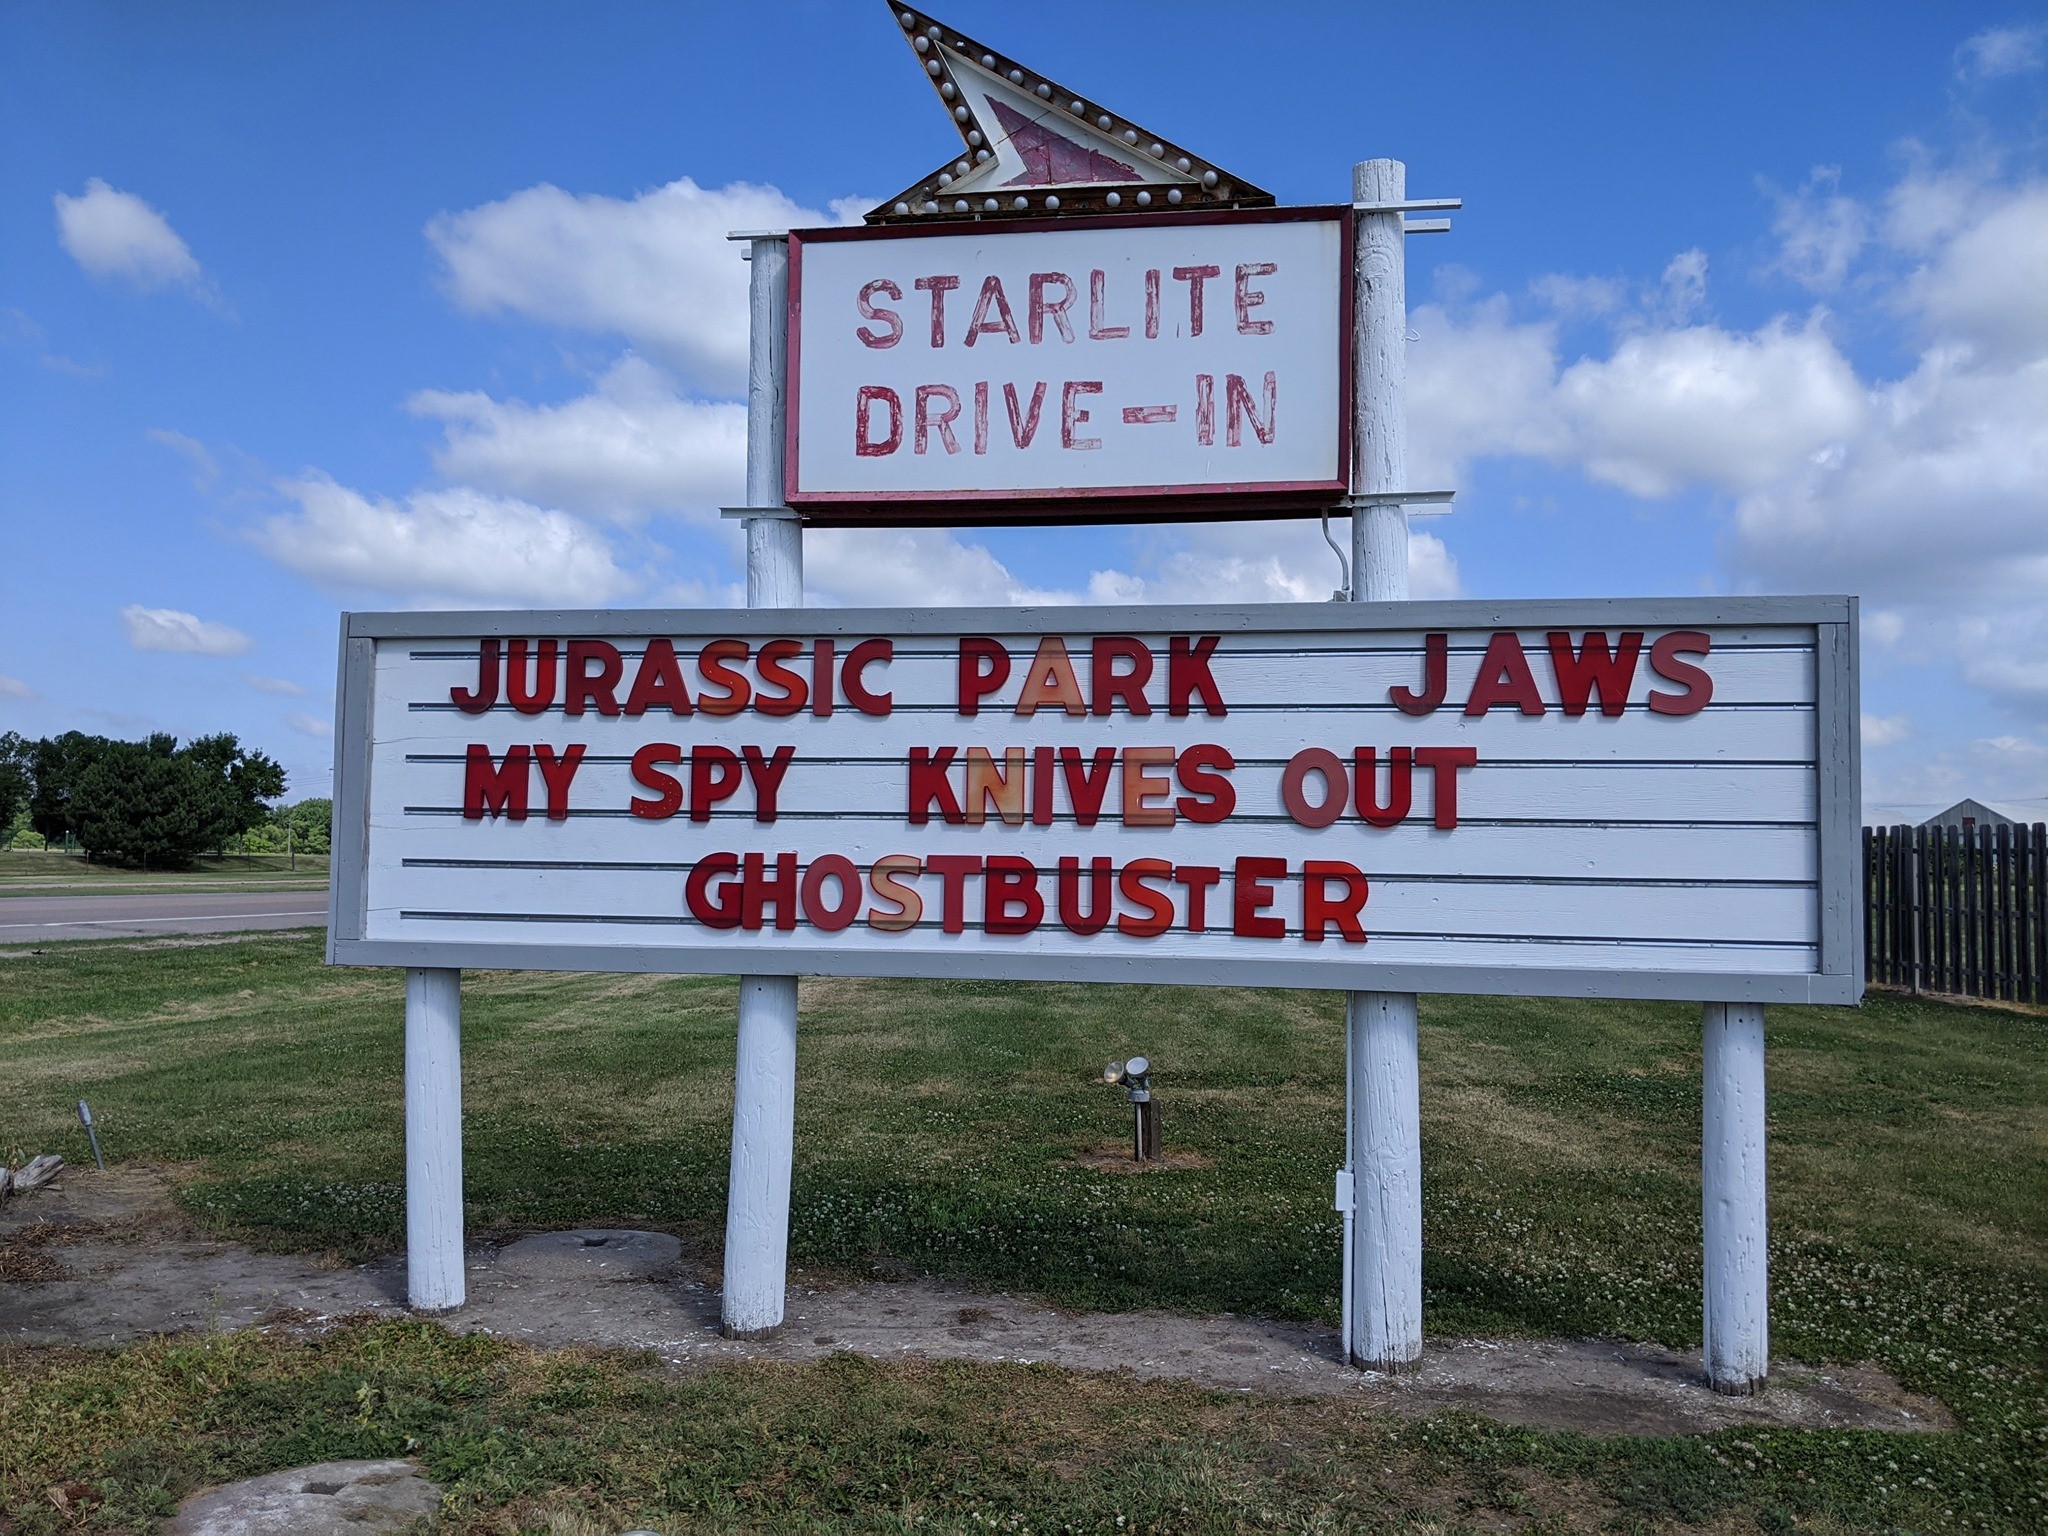 STARLITE
DRIVE-IN
JURASSIC PARK JAWS
MY SPY KNIVES OUT
GHOSTBUSTER